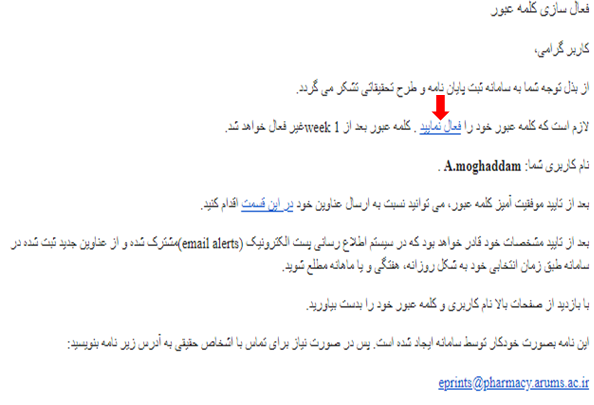 فعال سازی کلمه عبور
کاربر گرامی،
از بذل توجه شما به سامانه ثبت پایان نامه و طرح تحقیقاتی تشکر می گردد.
لازم است که کلمه عبور خود را فعال نمایید . کلمه عبور بعد از 1 weekغیر فعال خواهد شد.
نام کاربری شما: A.moghaddam .
بعد از تایید موفقیت آمیز کلمه عبور، می توانید نسبت به ارسال عناوین خود در این قسمت اقدام کنید.
بعد از تایید مشخصات خود قادر خواهد بود که در سیستم اطلاع رسانی پست الکترونیک (email alerts)مشترک شده و از عناوین جدید ثبت شده در
سامانه طبق زمان انتخابی خود به شکل روزانه، هفتگی و یا ماهانه مطلع شوید.
با بازدید از صفحات بالا نام کاربری و کلمه عبور خود را بدست بیاورید.
این نامه بصورت خودکار توسط سامانه ایجاد شده است. پس در صورت نیاز برای تماس با اشخاص حقیقی به آدرس زیر نامه بنویسید:
eprints@pharmacy.arums.ac.ir